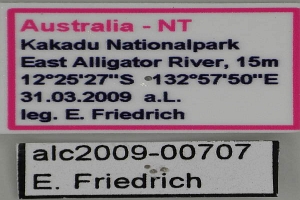 Australia - NT
Kakadu Nationalpark
East Alligator River, 15m
12°25'27"S 132°57'50"E
31.03.2009 a.L.
leg. E. Friedrich
alc2009-00707
E. Friedrich